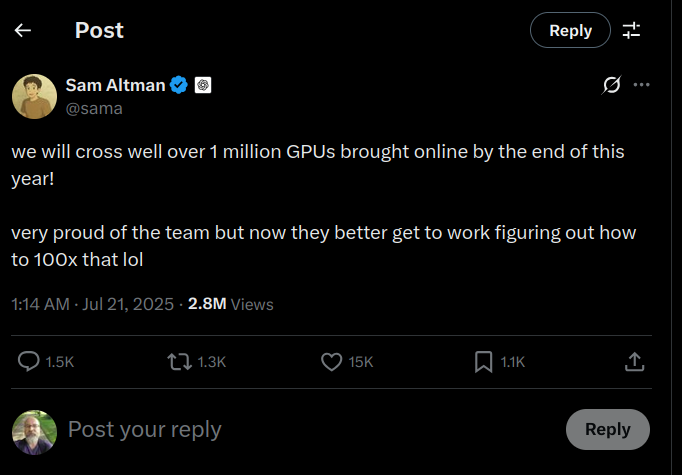 Post
Reply
Sam Altman
@sama
we will cross well over 1 million GPUs brought online by the end of this
year!
very proud of the team but now they better get to work figuring out how
to 100x that lol
1:14 AM · Jul 21, 2025 · 2.8M Views
1.5K 1.3K 15K 1.1K
Post your reply
Reply